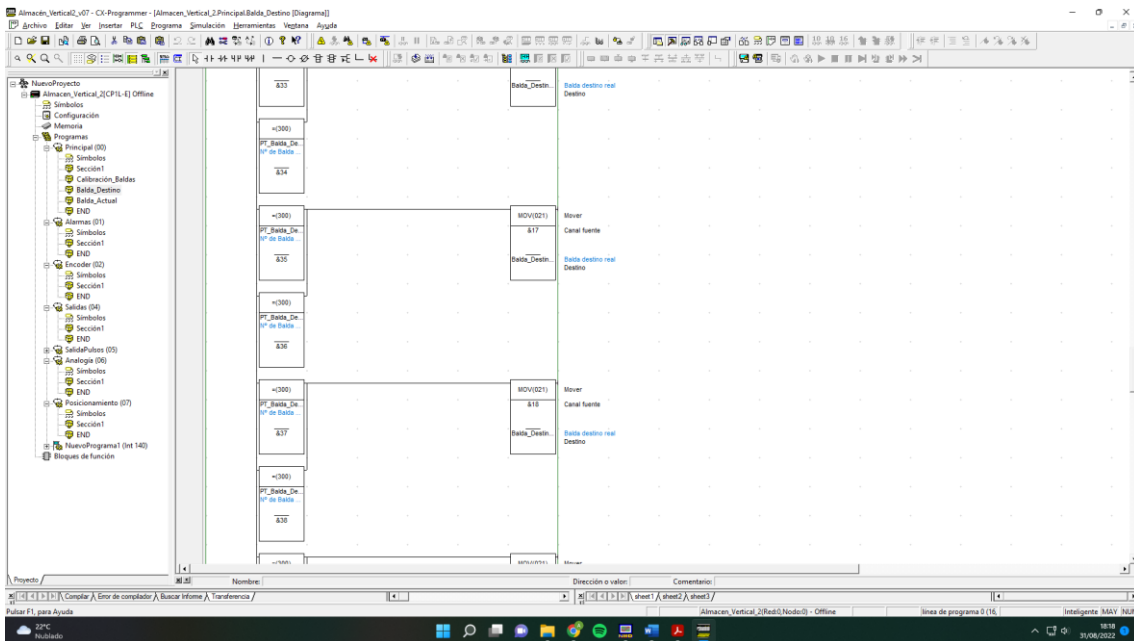 Almacén_Vertical2_v07 - CX-Programmer - [Almacen_Vertical_2.Principal.Balda_Destino [Diagrama]]
Archivo Editar Ver Insertar PLC Programa Simulación Herramientas Ventana Ayuda
NuevoProyecto
Almacen_Vertical_2[CP1L-E] Offline
Símbolos
Configuración
Memoria
Programas
Principal (00)
Símbolos
Sección1
Calibración_Baldas
Balda_Destino
Balda_Actual
END
Alarmas (01)
Símbolos
Sección1
END
Encoder (02)
Símbolos
Sección1
END
Salidas (04)
Símbolos
Sección1
END
SalidaPulsos (05)
Analogía (06)
Símbolos
Sección1
END
Posicionamiento (07)
Símbolos
Sección1
END
NuevoPrograma1 (Int 140)
Bloques de función
Proyecto
&33
Balda_Destin...
Balda destino real
Destino
=(300)
PT_Balda_De...
Nº de Balda ...
&34
=(300)
PT_Balda_De...
Nº de Balda ...
&35
MOV(021)
Mover
&17
Canal fuente
Balda_Destin...
Balda destino real
Destino
=(300)
PT_Balda_De...
Nº de Balda ...
&36
=(300)
PT_Balda_De...
Nº de Balda ...
&37
MOV(021)
Mover
&18
Canal fuente
Balda_Destin...
Balda destino real
Destino
=(300)
PT_Balda_De...
Nº de Balda ...
&38
=(300)
MOV(021)
Mover
Nombre:
Dirección o valor:
Comentario:
Compilar Error de compilador Buscar Informe Transferencia
sheet1 sheet2 sheet3
Pulsar F1, para Ayuda
Almacen_Vertical_2(Red:0,Nodo:0) - Offline
línea de programa 0 (16,
Inteligente
MAY
NUM
22°C
Nublado
18:18
31/08/2022